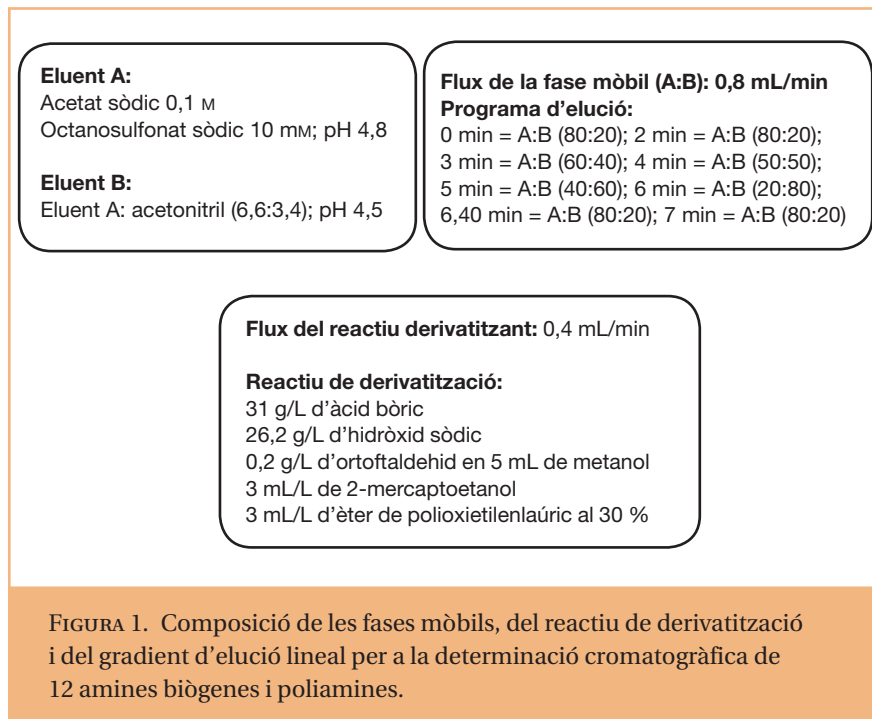 Eluent A:
Acetat sòdic 0,1 M
Octanosulfonat sòdic 10 mM; pH 4,8
Eluent B:
Eluent A: acetonitril (6,6:3,4); pH 4,5
Flux de la fase mòbil (A:B): 0,8 mL/min
Programa d’elució:
0 min = A:B (80:20); 2 min = A:B (80:20);
3 min = A:B (60:40); 4 min = A:B (50:50);
5 min = A:B (40:60); 6 min = A:B (20:80);
6,40 min = A:B (80:20); 7 min = A:B (80:20)
Flux del reactiu derivatitzant: 0,4 mL/min
Reactiu de derivatització:
31 g/L d’àcid bòric
26,2 g/L d’hidròxid sòdic
0,2 g/L d’ortoftaldehid en 5 mL de metanol
3 mL/L de 2-mercaptoetanol
3 mL/L d’èter de polioxietilenlaúric al 30 %
FIGURA 1. Composició de les fases mòbils, del reactiu de derivatització
i del gradient d’elució lineal per a la determinació cromatogràfica de
12 amines biògenes i poliamines.